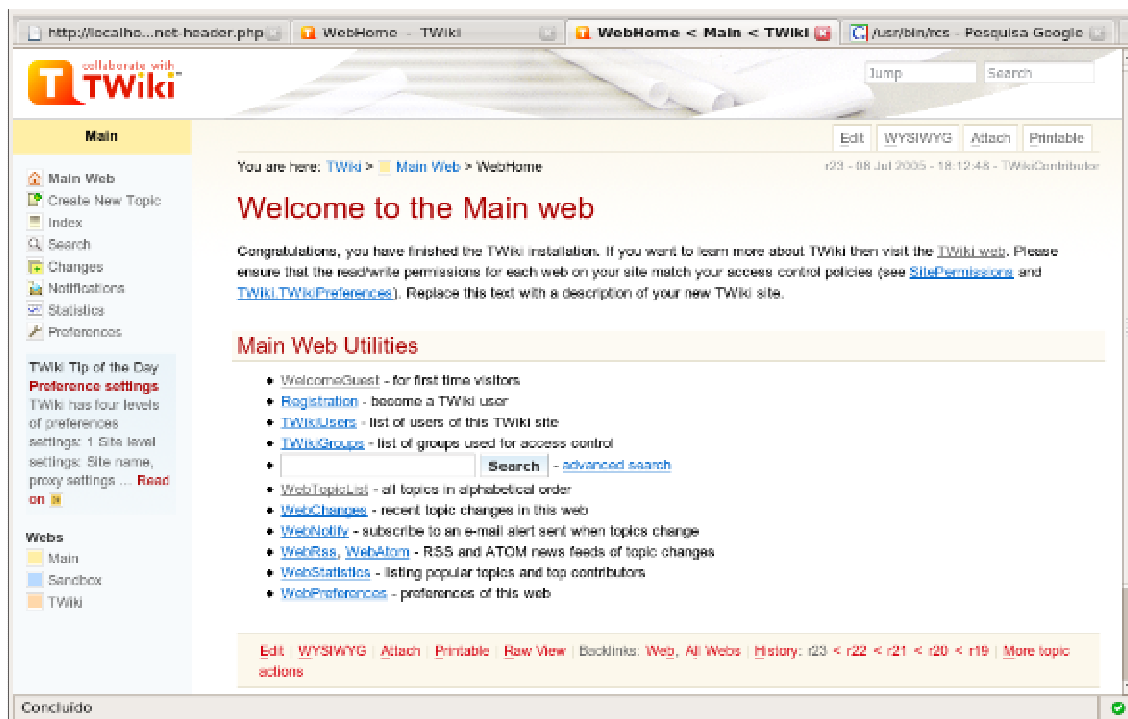 http://localho...net-header.php WebHome - TWiki WebHome < Main < TWiki /usr/bin/rcs - Pesquisa Google
collaborate with
TWiki™
Jump Search
Main
Edit WYSIWYG Attach Printable
You are here: TWiki > Main Web > WebHome
r23 - 08 Jul 2005 - 18:12:48 - TWikiContributor
Main Web
Create New Topic
Index
Search
Changes
Notifications
Statistics
Preferences
TWiki Tip of the Day
Preference settings
TWiki has four levels
of preferences
settings: 1 Site level
settings: Site name,
proxy settings ... Read
on
Webs
Main
Sandbox
TWiki
Welcome to the Main web
Congratulations, you have finished the TWiki installation. If you want to learn more about TWiki then visit the TWiki web. Please
ensure that the read/write permissions for each web on your site match your access control policies (see SitePermissions and
TWiki.TWikiPreferences). Replace this text with a description of your new TWiki site.
Main Web Utilities
WelcomeGuest - for first time visitors
Registration - become a TWiki user
TWikiUsers - list of users of this TWiki site
TWikiGroups - list of groups used for access control
Search - advanced search
WebTopicList - all topics in alphabetical order
WebChanges - recent topic changes in this web
WebNotify - subscribe to an e-mail alert sent when topics change
WebRss, WebAtom - RSS and ATOM news feeds of topic changes
WebStatistics - listing popular topics and top contributors
WebPreferences - preferences of this web
Edit | WYSIWYG | Attach | Printable | Raw View | Backlinks: Web, All Webs | History: r23 < r22 < r21 < r20 < r19 | More topic
actions
Concluído